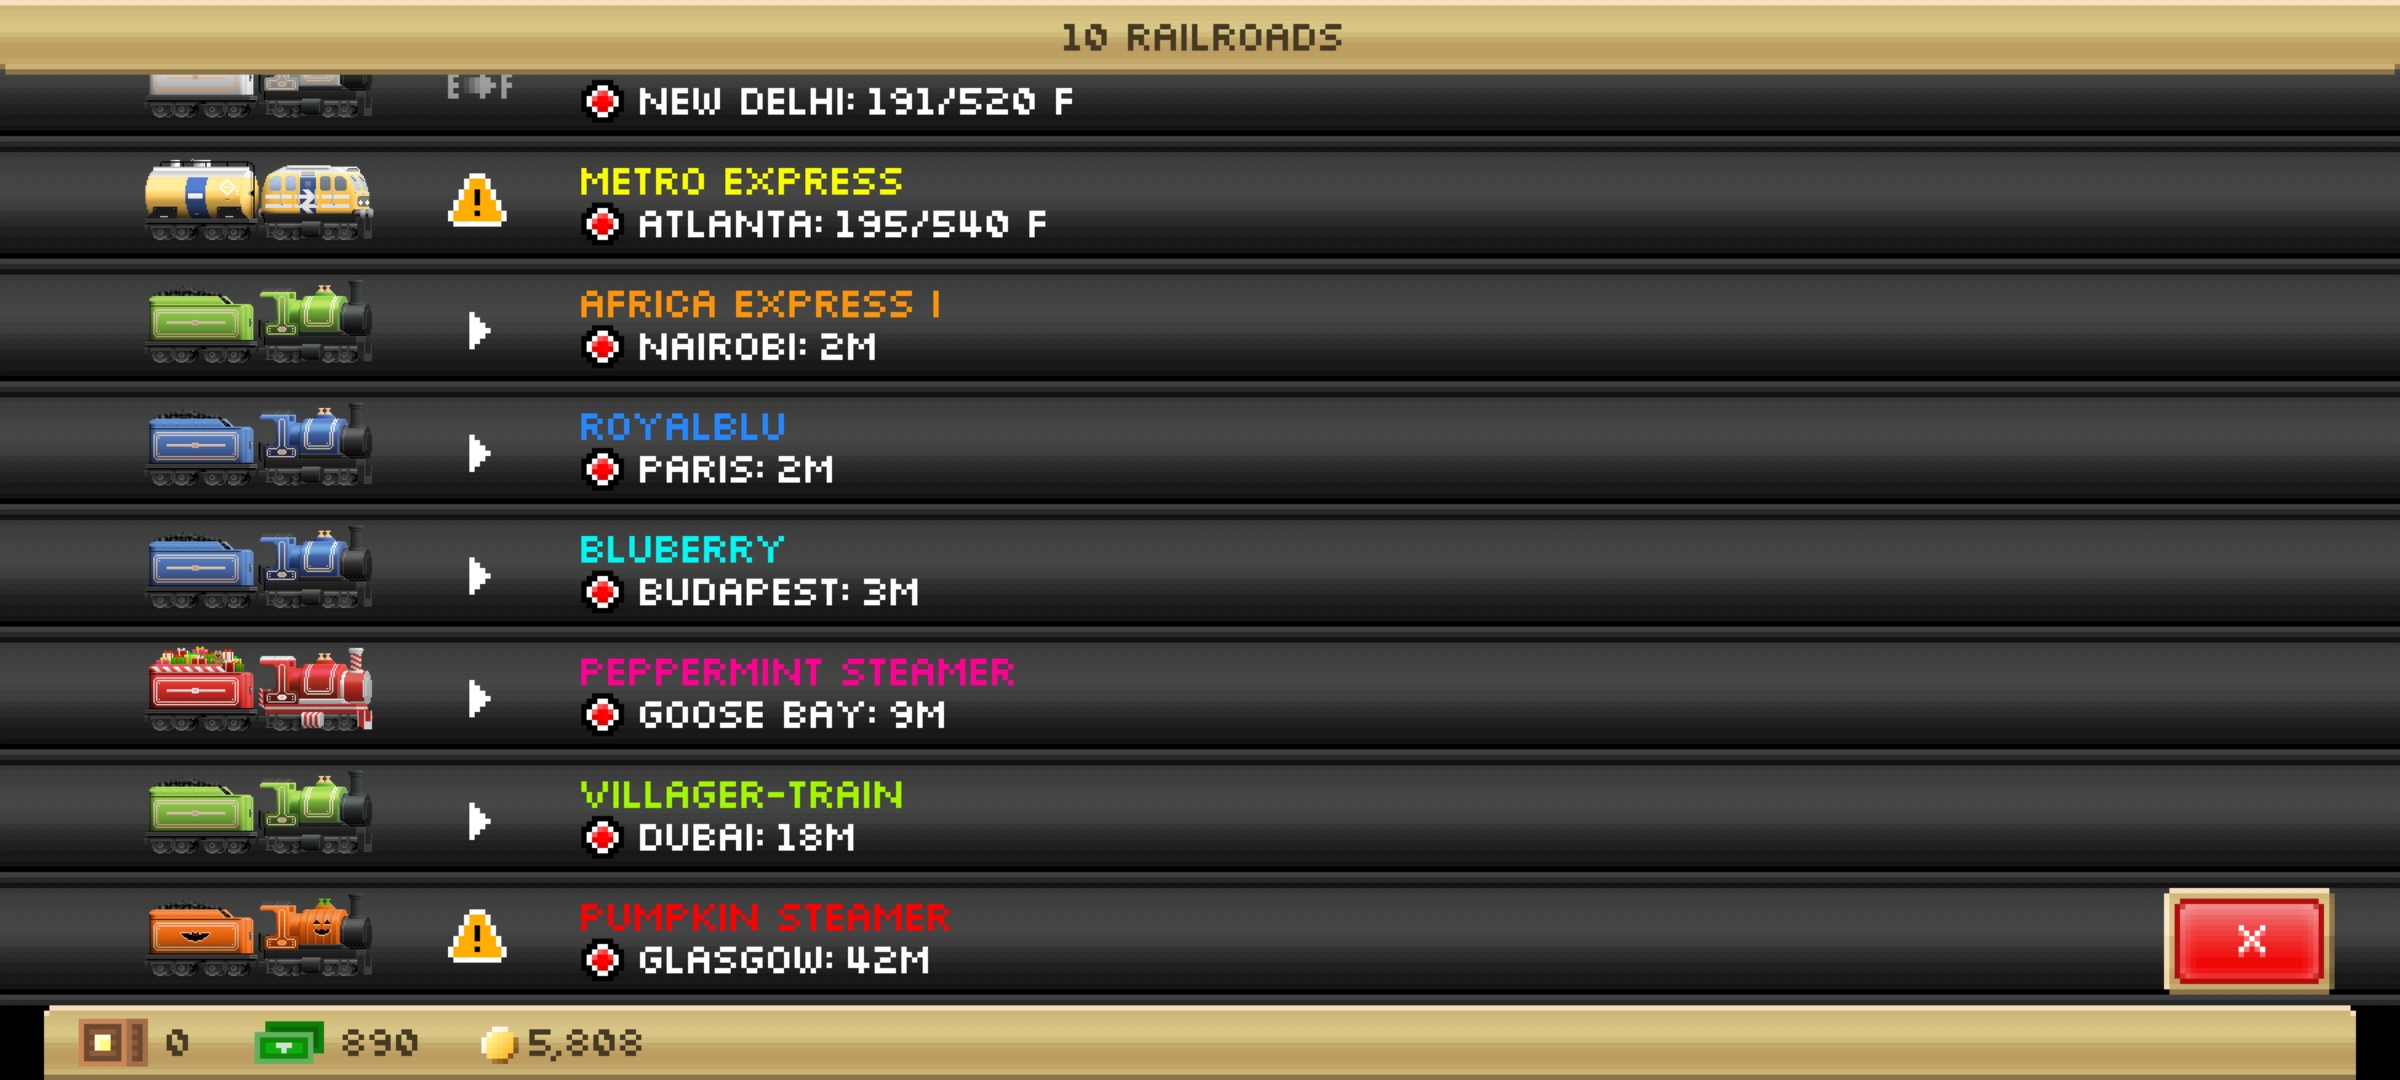 10 RAILROADS
E F
NEW DELHI: 191/520 F
METRO EXPRESS
ATLANTA: 195/540 F
AFRICA EXPRESS I
NAIROBI: 2M
ROYALBLU
PARIS: 2M
BLUBERRY
BUDAPEST: 3M
PEPPERMINT STEAMER
GOOSE BAY: 9M
VILLAGER-TRAIN
DUBAI: 18M
PUMPKIN STEAMER
GLASGOW: 42M
X
0 890 5,808